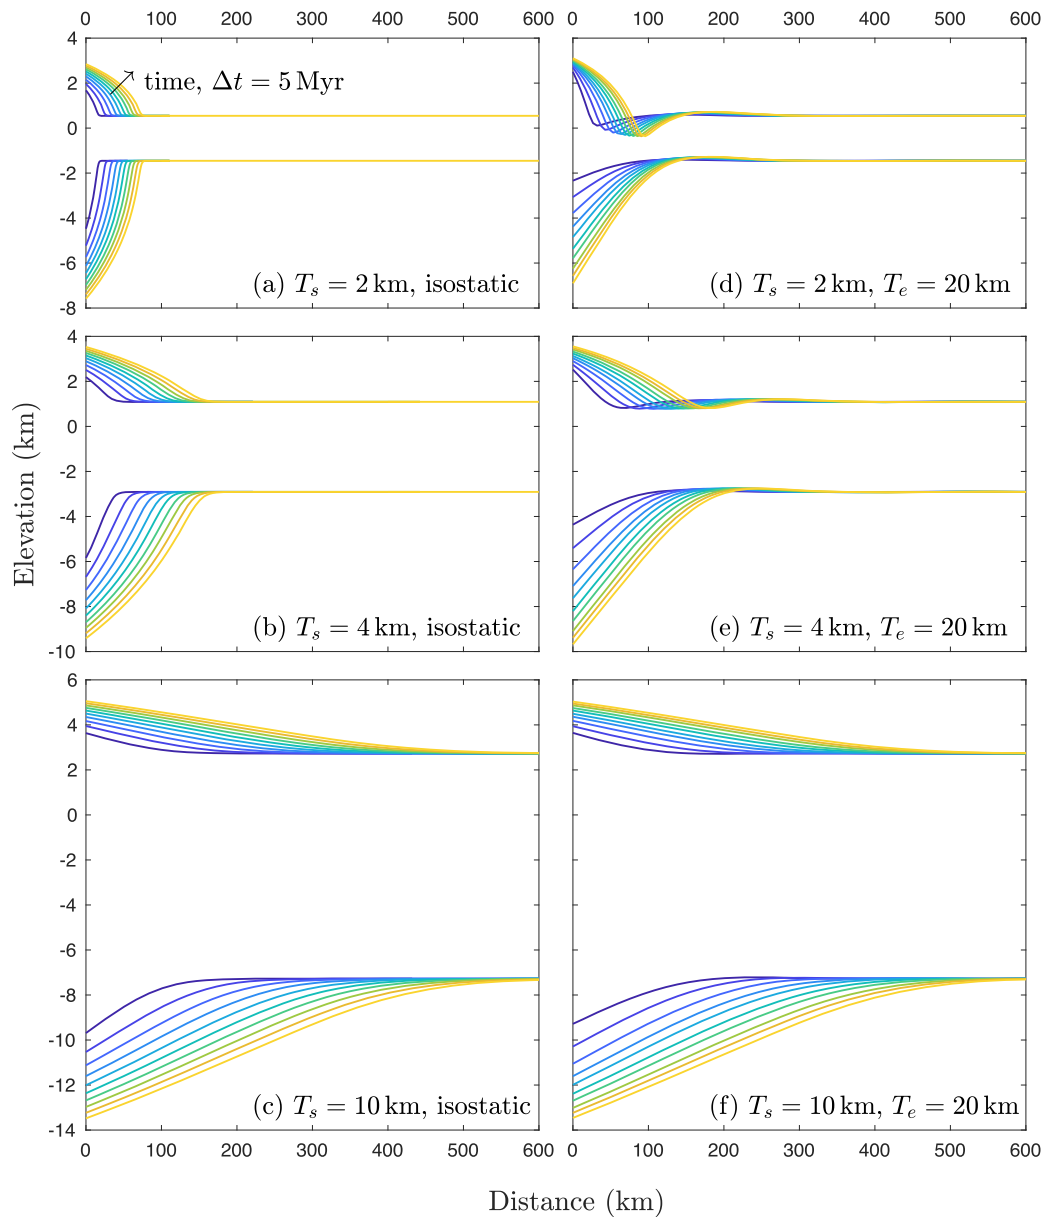 0 100 200 300 400 500 600 0 100 200 300 400 500 600
4
2
0
-2
-4
-6
-8
time, Δt = 5 Myr
(a) T_s = 2 km, isostatic
(d) T_s = 2 km, T_e = 20 km
4
2
0
-2
-4
-6
-8
-10
(b) T_s = 4 km, isostatic
(e) T_s = 4 km, T_e = 20 km
Elevation (km)
6
4
2
0
-2
-4
-6
-8
-10
-12
-14
(c) T_s = 10 km, isostatic
(f) T_s = 10 km, T_e = 20 km
0 100 200 300 400 500 600 0 100 200 300 400 500 600
Distance (km)